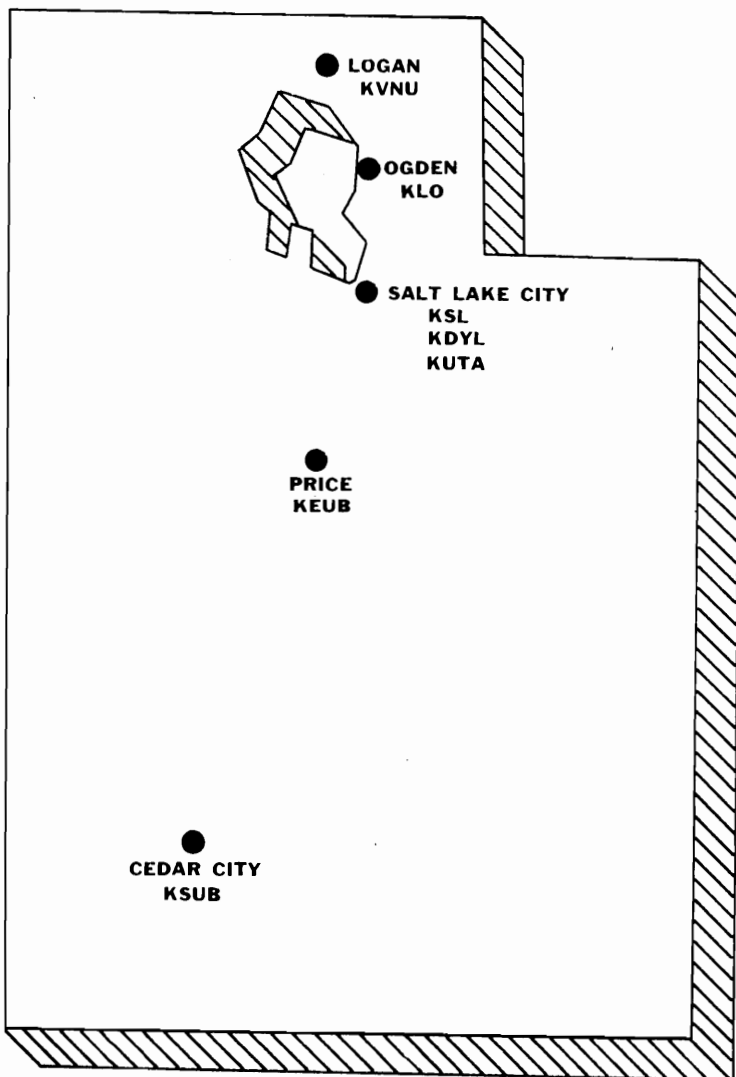 LOGAN
KVNU
OGDEN
KLO
SALT LAKE CITY
KSL
KDYL
KUTA
PRICE
KEUB
CEDAR CITY
KSUB